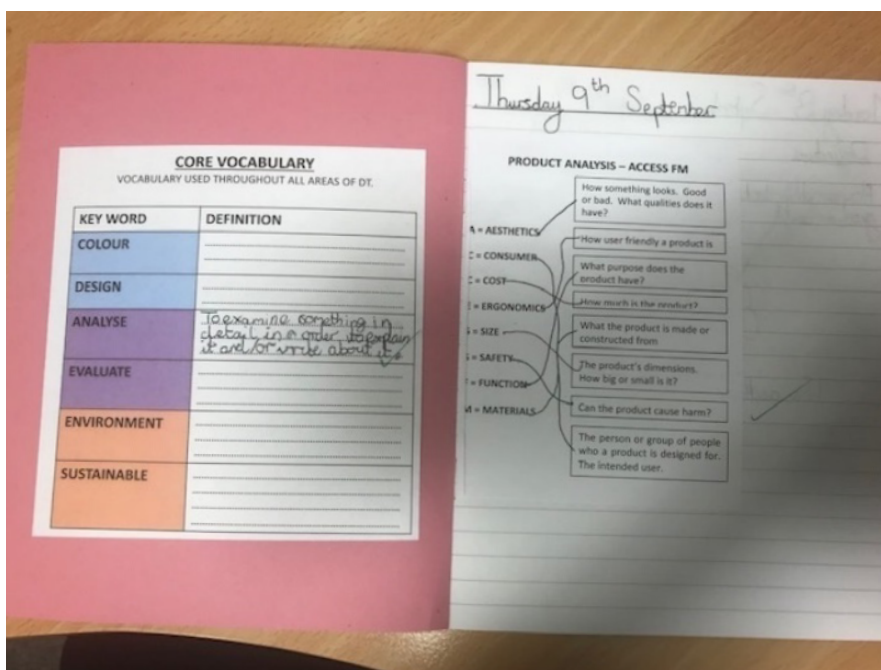 CORE VOCABULARY
VOCABULARY USED THROUGHOUT ALL AREAS OF DT.
KEY WORD DEFINITION
COLOUR
DESIGN
ANALYSE
To examine something in
detail in a order to explain
it and/or write about it.
EVALUATE
ENVIRONMENT
SUSTAINABLE
Thursday 9th September
PRODUCT ANALYSIS – ACCESS FM
A = AESTHETICS
C = CONSUMER
C = COST
E = ERGONOMICS
S = SIZE
S = SAFETY
F = FUNCTION
M = MATERIALS
How something looks. Good
or bad. What qualities does it
have?
How user friendly a product is
What purpose does the
product have?
How much is the product?
What the product is made or
constructed from
The product's dimensions.
How big or small is it?
Can the product cause harm?
The person or group of people
who a product is designed for.
The intended user.